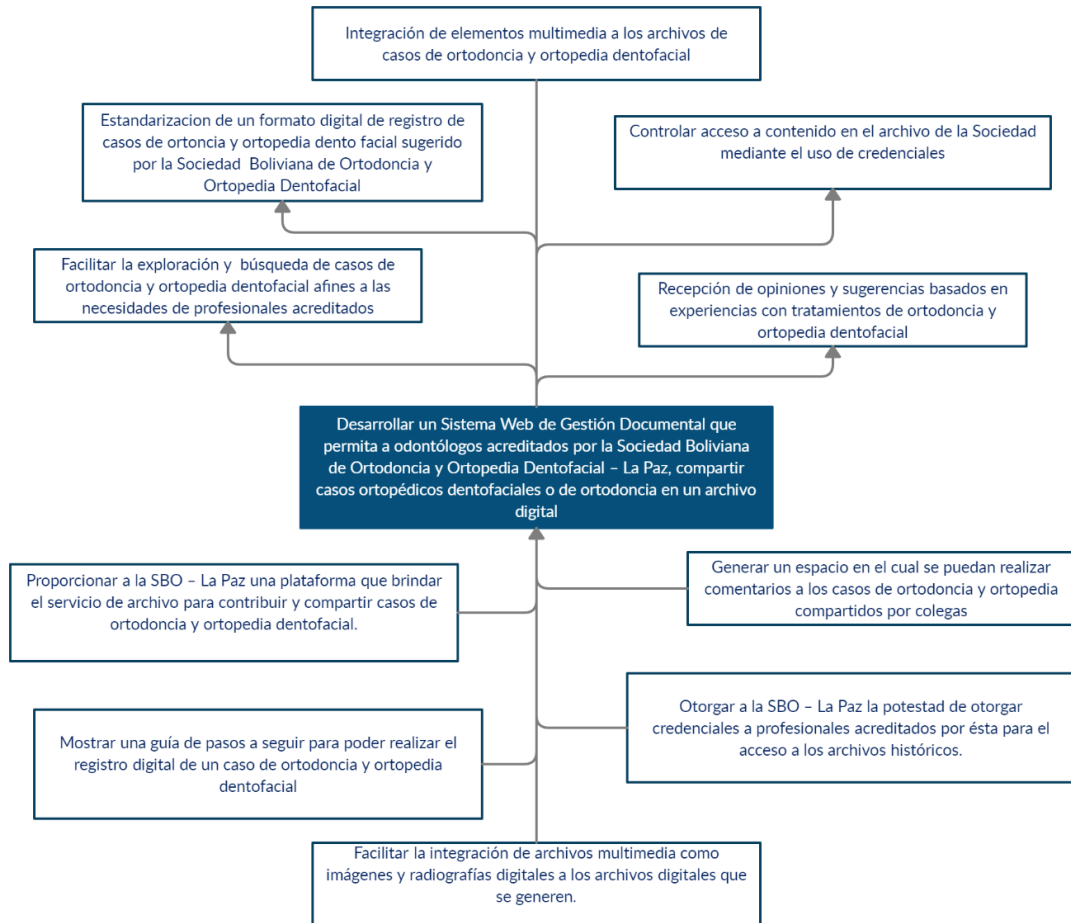 Integración de elementos multimedia a los archivos de
casos de ortodoncia y ortopedia dentofacial
Estandarizacion de un formato digital de registro de
casos de ortoncia y ortopedia dento facial sugerido
por la Sociedad Boliviana de Ortodoncia y
Ortopedia Dentofacial
Controlar acceso a contenido en el archivo de la Sociedad
mediante el uso de credenciales
Facilitar la exploración y búsqueda de casos de
ortodoncia y ortopedia dentofacial afines a las
necesidades de profesionales acreditados
Recepción de opiniones y sugerencias basados en
experiencias con tratamientos de ortodoncia y
ortopedia dentofacial
Desarrollar un Sistema Web de Gestión Documental que
permita a odontólogos acreditados por la Sociedad Boliviana
de Ortodoncia y Ortopedia Dentofacial – La Paz, compartir
casos ortopédicos dentofaciales o de ortodoncia en un archivo
digital
Proporcionar a la SBO – La Paz una plataforma que brindar
el servicio de archivo para contribuir y compartir casos de
ortodoncia y ortopedia dentofacial.
Generar un espacio en el cual se puedan realizar
comentarios a los casos de ortodoncia y ortopedia
compartidos por colegas
Mostrar una guía de pasos a seguir para poder realizar el
registro digital de un caso de ortodoncia y ortopedia
dentofacial
Otorgar a la SBO – La Paz la potestad de otorgar
credenciales a profesionales acreditados por ésta para el
acceso a los archivos históricos.
Facilitar la integración de archivos multimedia como
imágenes y radiografías digitales a los archivos digitales que
se generen.